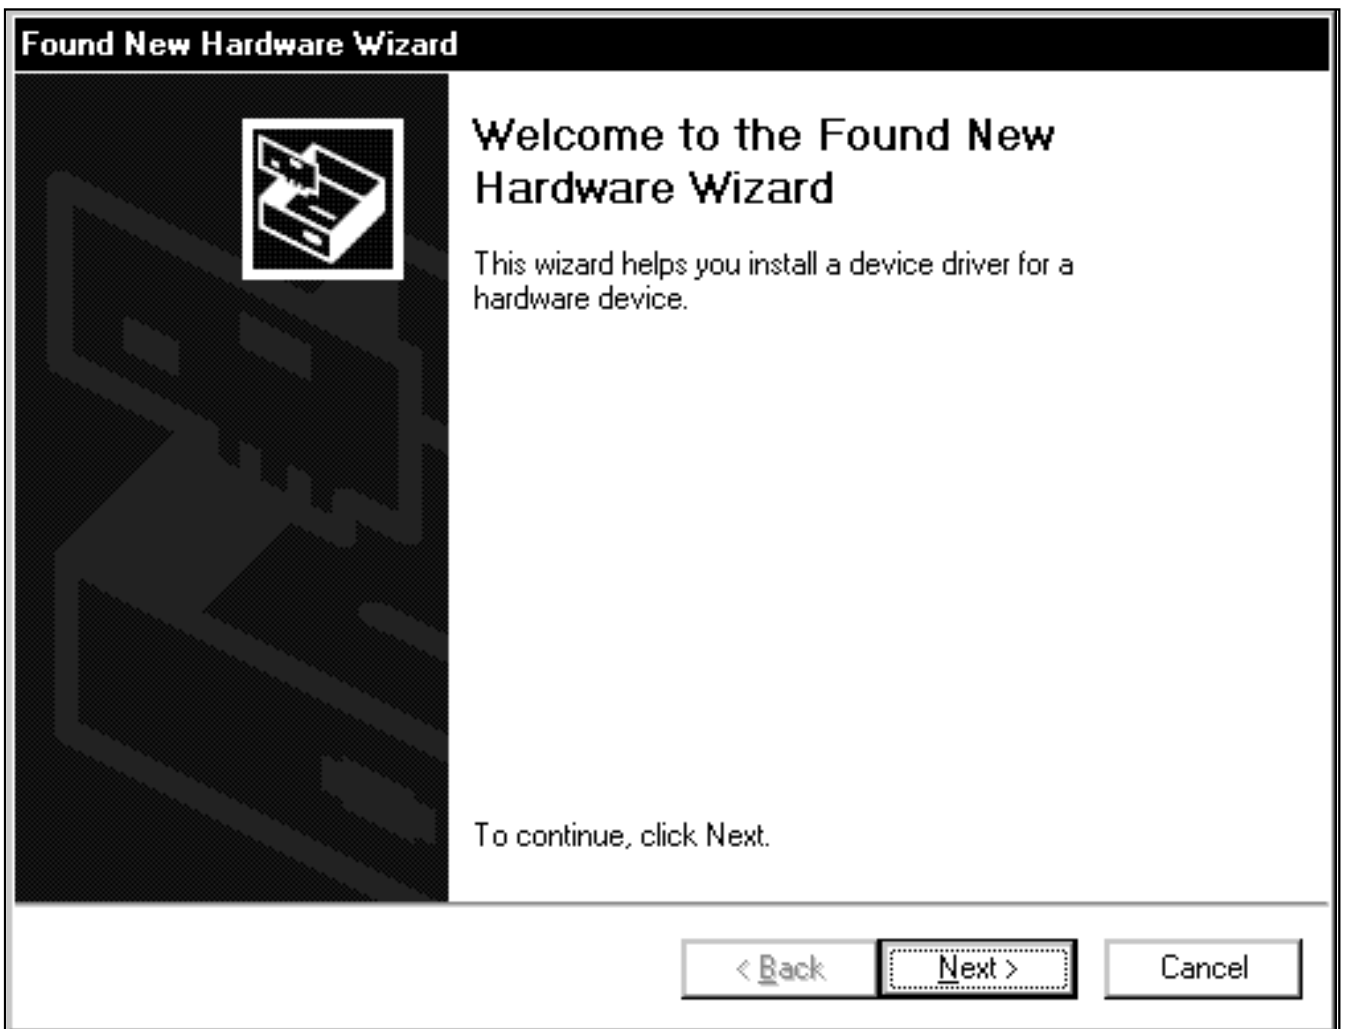 Found New Hardware Wizard
Welcome to the Found New
Hardware Wizard
This wizard helps you install a device driver for a
hardware device.
To continue, click Next.
< Back
Next >
Cancel